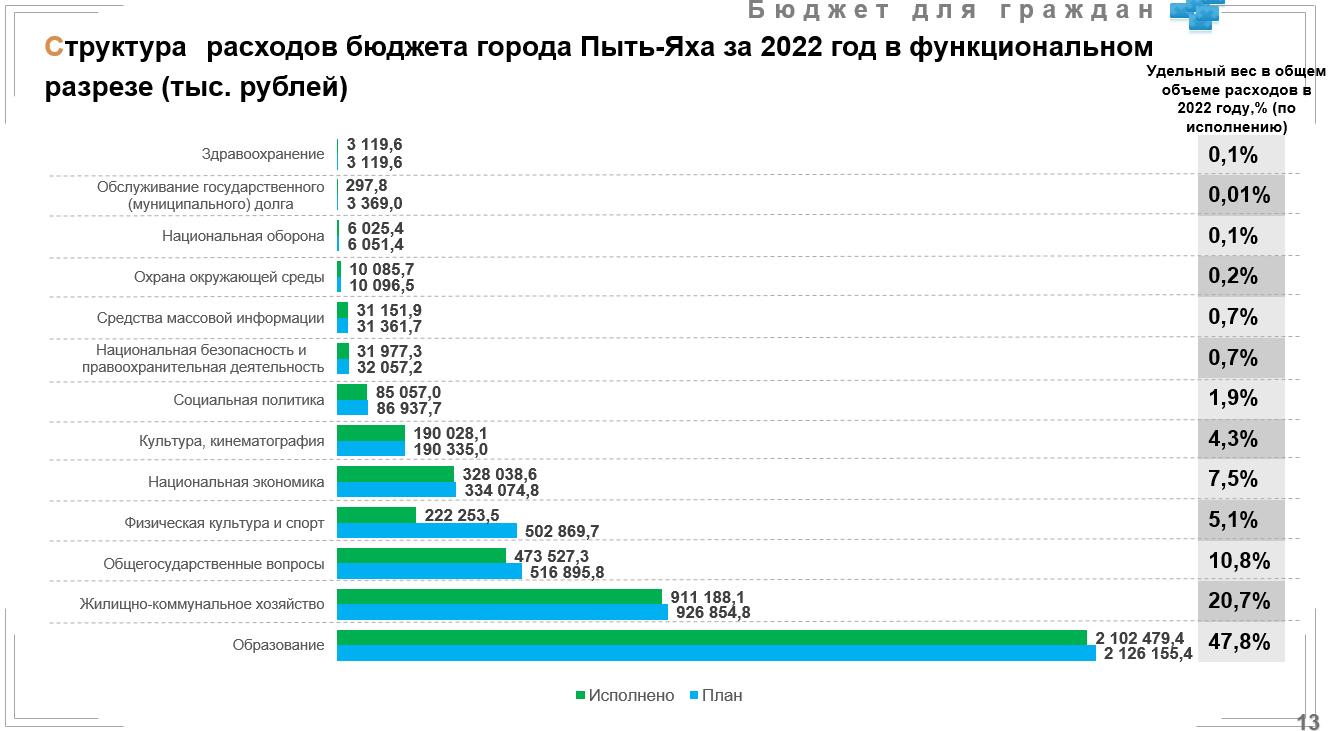 Бюджет для граждан
Структура расходов бюджета города Пыть-Яха за 2022 год в функциональном
разрезе (тыс. рублей)
Удельный вес в общем
объеме расходов в
2022 году,% (по
исполнению)
Здравоохранение
3 119,6
3 119,6
0,1%
Обслуживание государственного
(муниципального) долга
297,8
3 369,0
0,01%
Национальная оборона
6 025,4
6 051,4
0,1%
Охрана окружающей среды
10 085,7
10 096,5
0,2%
Средства массовой информации
31 151,9
31 361,7
0,7%
Национальная безопасность и
правоохранительная деятельность
31 977,3
32 057,2
0,7%
Социальная политика
85 057,0
86 937,7
1,9%
Культура, кинематография
190 028,1
190 335,0
4,3%
Национальная экономика
328 038,6
334 074,8
7,5%
Физическая культура и спорт
222 253,5
502 869,7
5,1%
Общегосударственные вопросы
473 527,3
516 895,8
10,8%
Жилищно-коммунальное хозяйство
911 188,1
926 854,8
20,7%
Образование
2 102 479,4
2 126 155,4
47,8%
Исполнено План
13